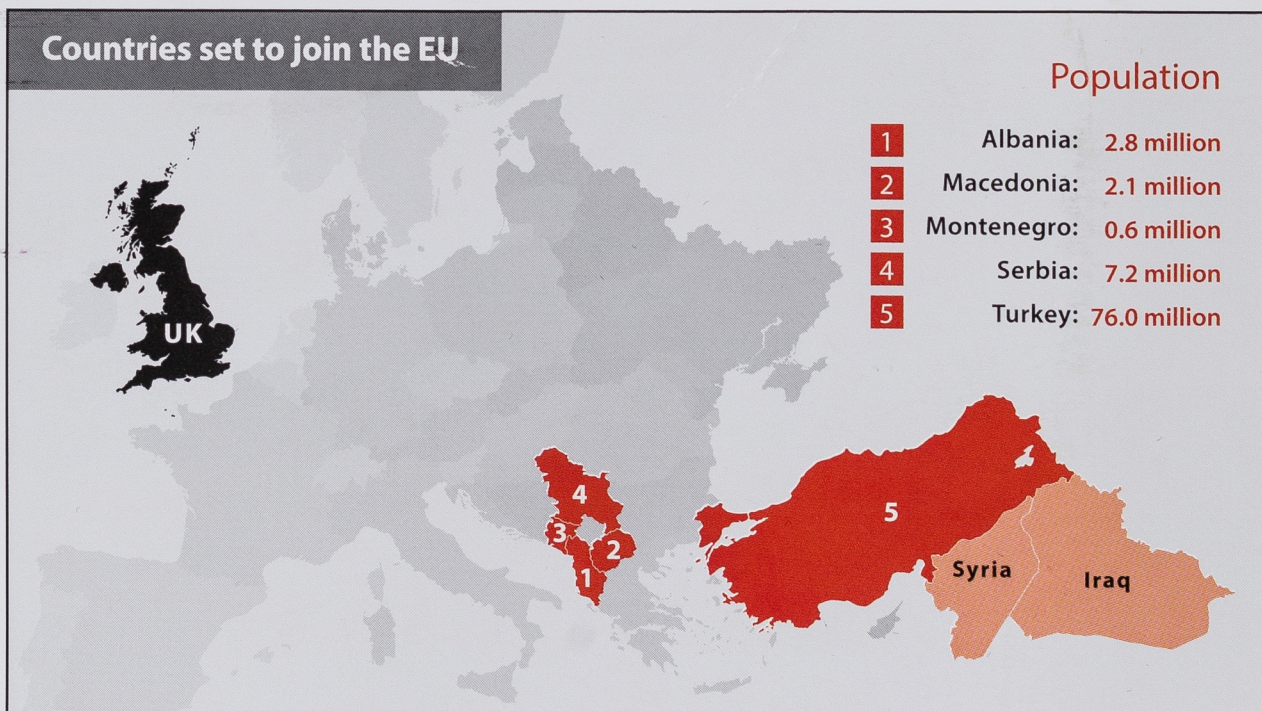 Countries set to join the EU
Population
1 Albania: 2.8 million
2 Macedonia: 2.1 million
3 Montenegro: 0.6 million
4 Serbia: 7.2 million
5 Turkey: 76.0 million
UK
4
3
2
1
5
Syria
Iraq